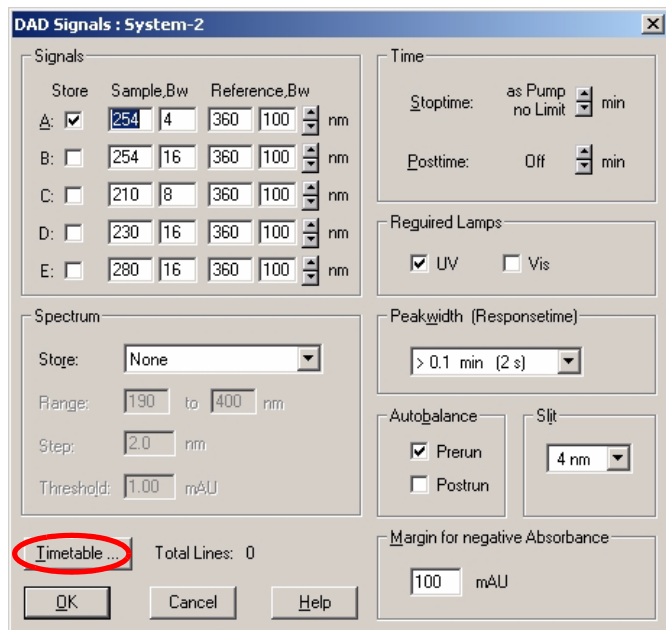 DAD Signals : System-2
Signals
Store Sample,Bw Reference,Bw
A: 254 4 360 100 nm
B: 254 16 360 100 nm
C: 210 8 360 100 nm
D: 230 16 360 100 nm
E: 280 16 360 100 nm
Time
Stoptime: as Pump
no Limit min
Posttime: Off min
Required Lamps
UV Vis
Spectrum
Store: None
Range: 190 to 400 nm
Step: 2.0 nm
Threshold: 1.00 mAU
Peakwidth (Responsetime)
> 0.1 min (2 s)
Autobalance
Prerun
Postrun
Slit
4 nm
Margin for negative Absorbance
100 mAU
Timetable ... Total Lines: 0
OK Cancel Help